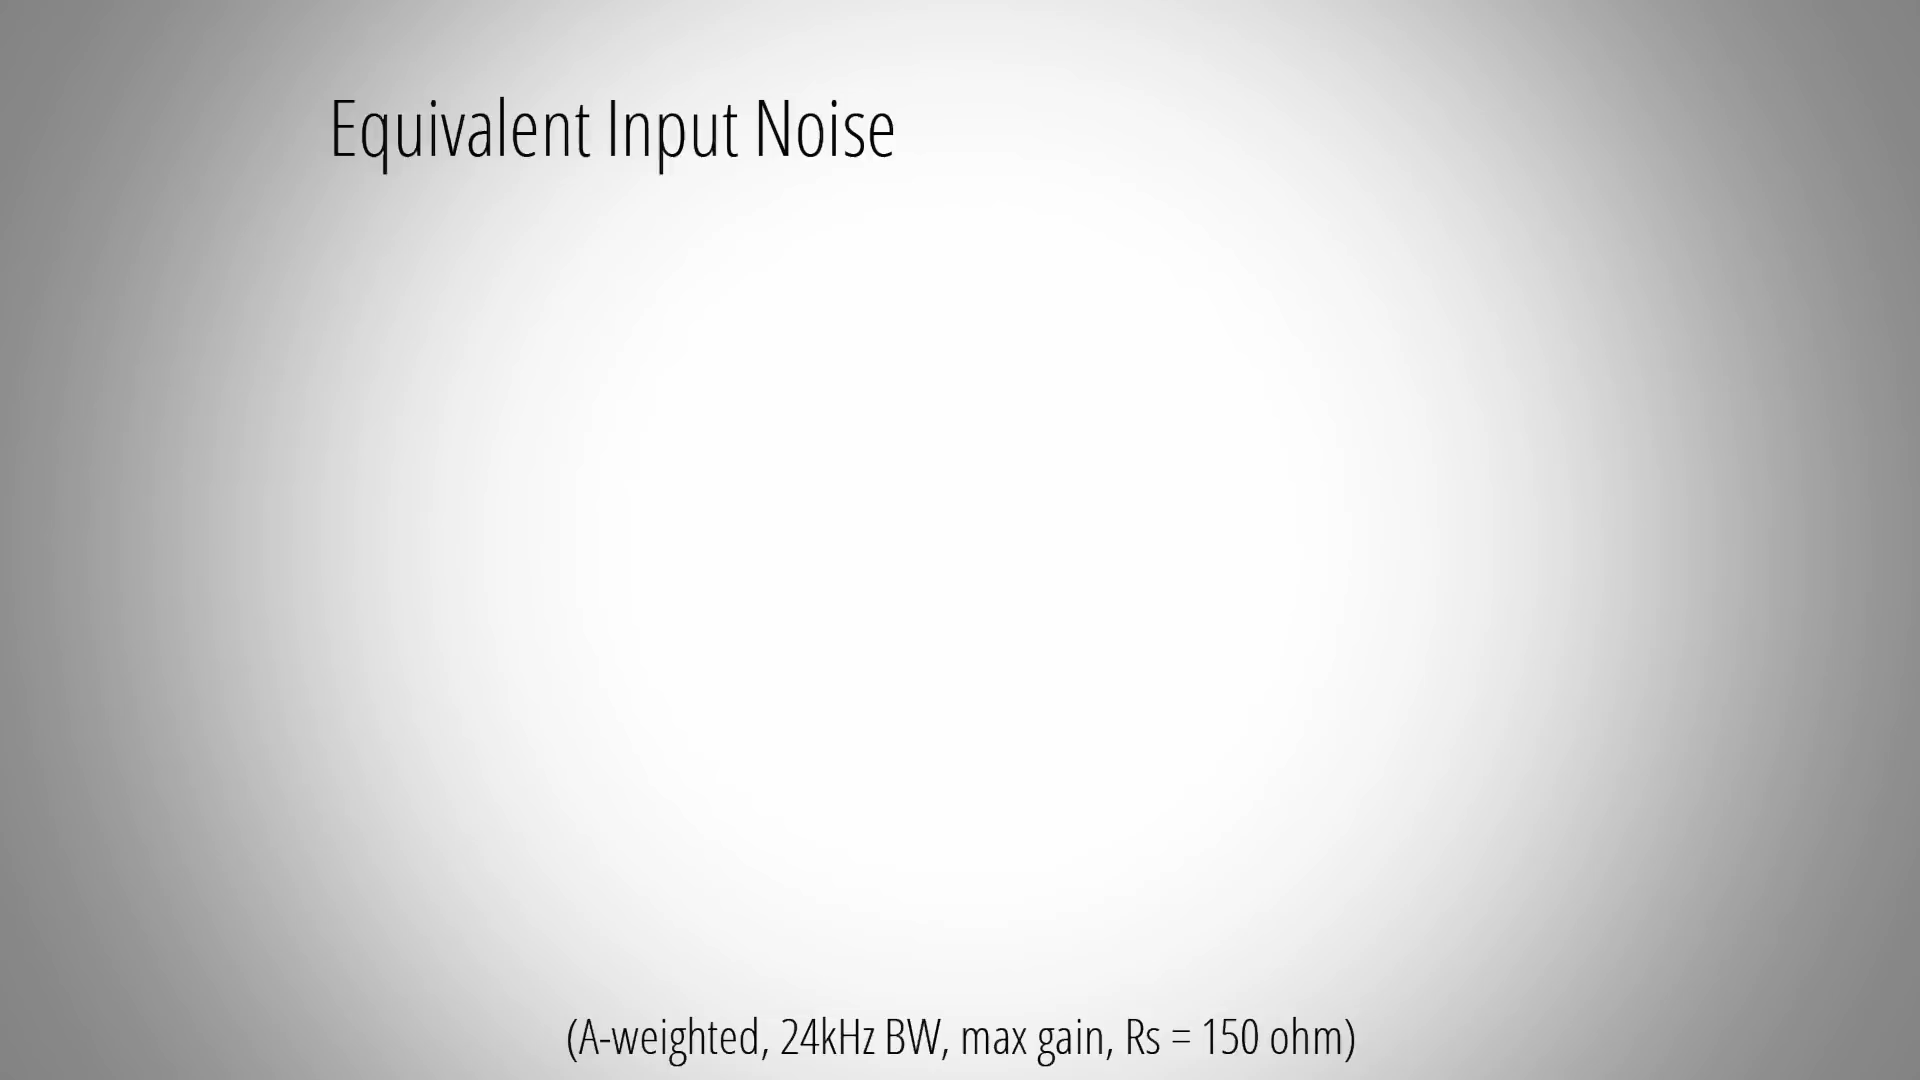 Equivalent Input Noise
(A-weighted, 24kHz BW, max gain, Rs = 150 ohm)